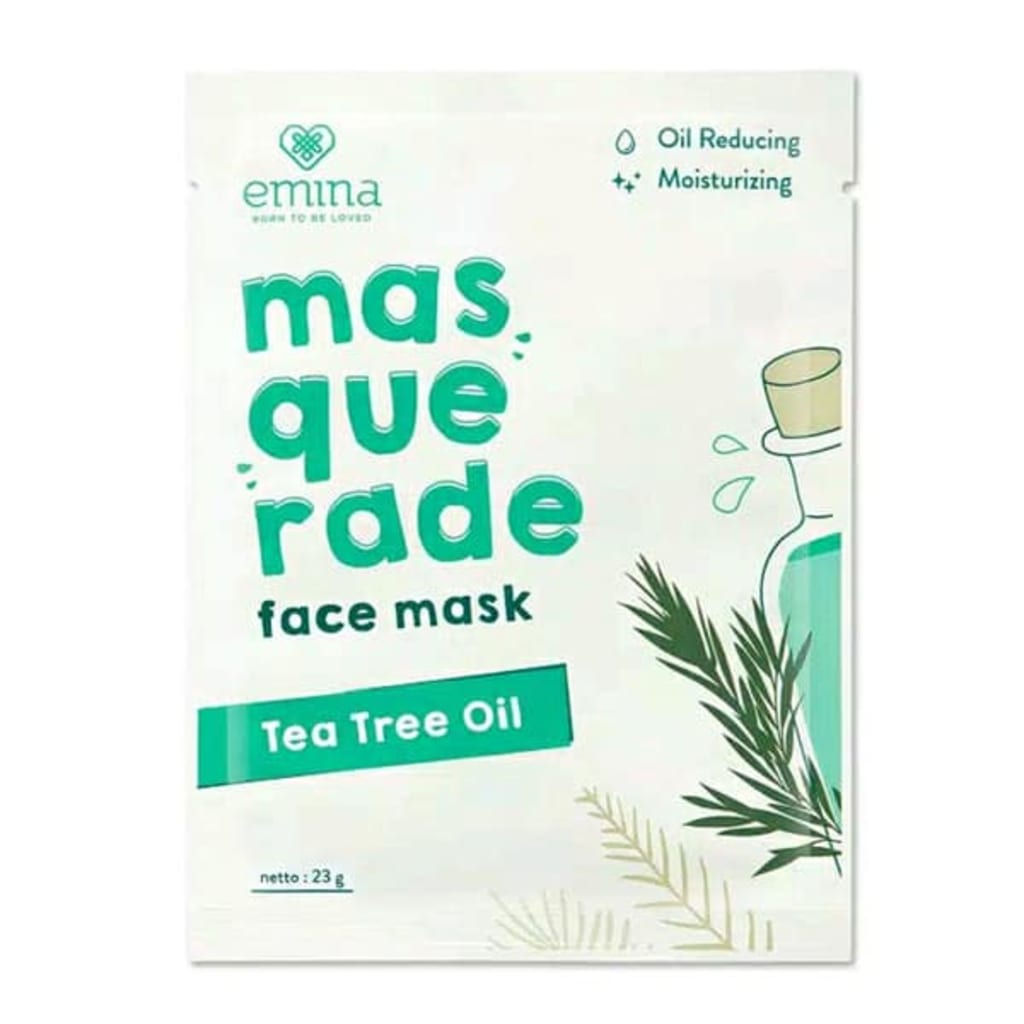 emina
BORN TO BE LOVED
Oil Reducing
Moisturizing
mas
que
rade
face mask
Tea Tree Oil
netto : 23 g